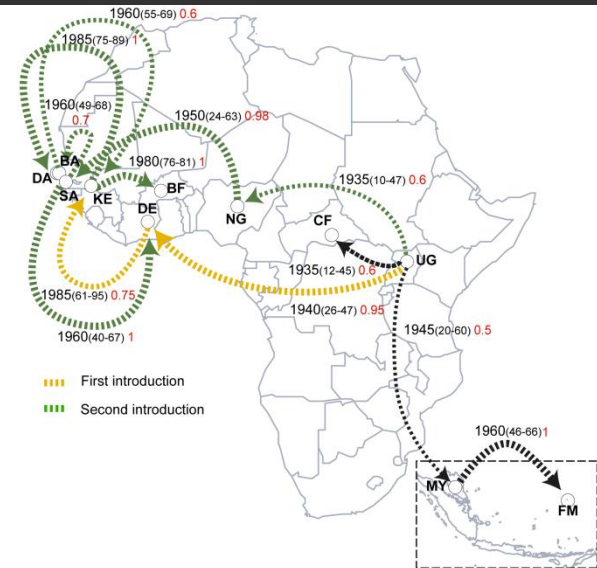 1960(55-69) 0.6
1985(75-89) 1
1960(49-68)
0.7
1950(24-63) 0.98
BA
1980(76-81) 1
DA
SA
KE
BF
1935(10-47) 0.6
DE
NG
CF
UG
1935(12-45) 0.6
1985(61-95) 0.75
1940(26-47) 0.95
1945(20-60) 0.5
1960(40-67) 1
First introduction
Second introduction
1960(46-66)1
MY
FM